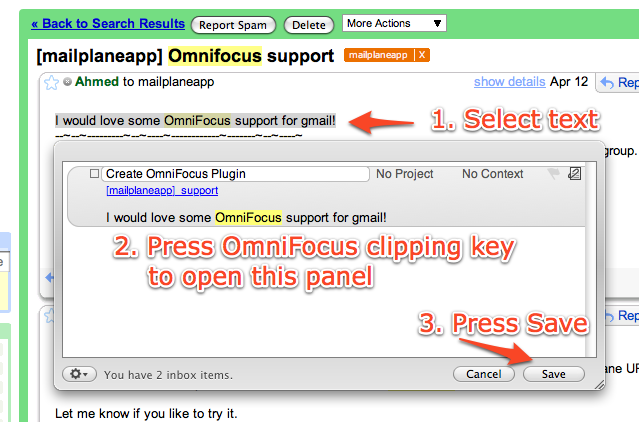 « Back to Search Results Report Spam Delete More Actions
[mailplaneapp] Omnifocus support mailplaneapp X
Ahmed to mailplaneapp show details Apr 12 Rep
I would love some OmniFocus support for gmail!
1. Select text
--~--~---------~--~----~------------~-------~--~----~
group.
Create OmniFocus Plugin No Project No Context
[mailplaneapp] support
I would love some OmniFocus support for gmail!
2. Press OmniFocus clipping key
to open this panel
e
3. Press Save
Rep
ane UF
You have 2 inbox items. Cancel Save
Let me know if you like to try it.